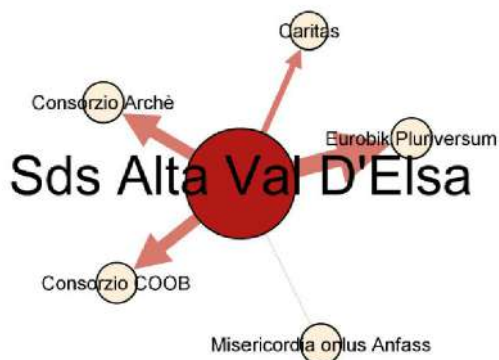 Caritas
Consorzio Archè
Eurobik Pluriversum
Sds Alta Val D'Elsa
Consorzio COOB
Misericordia onlus Anfass